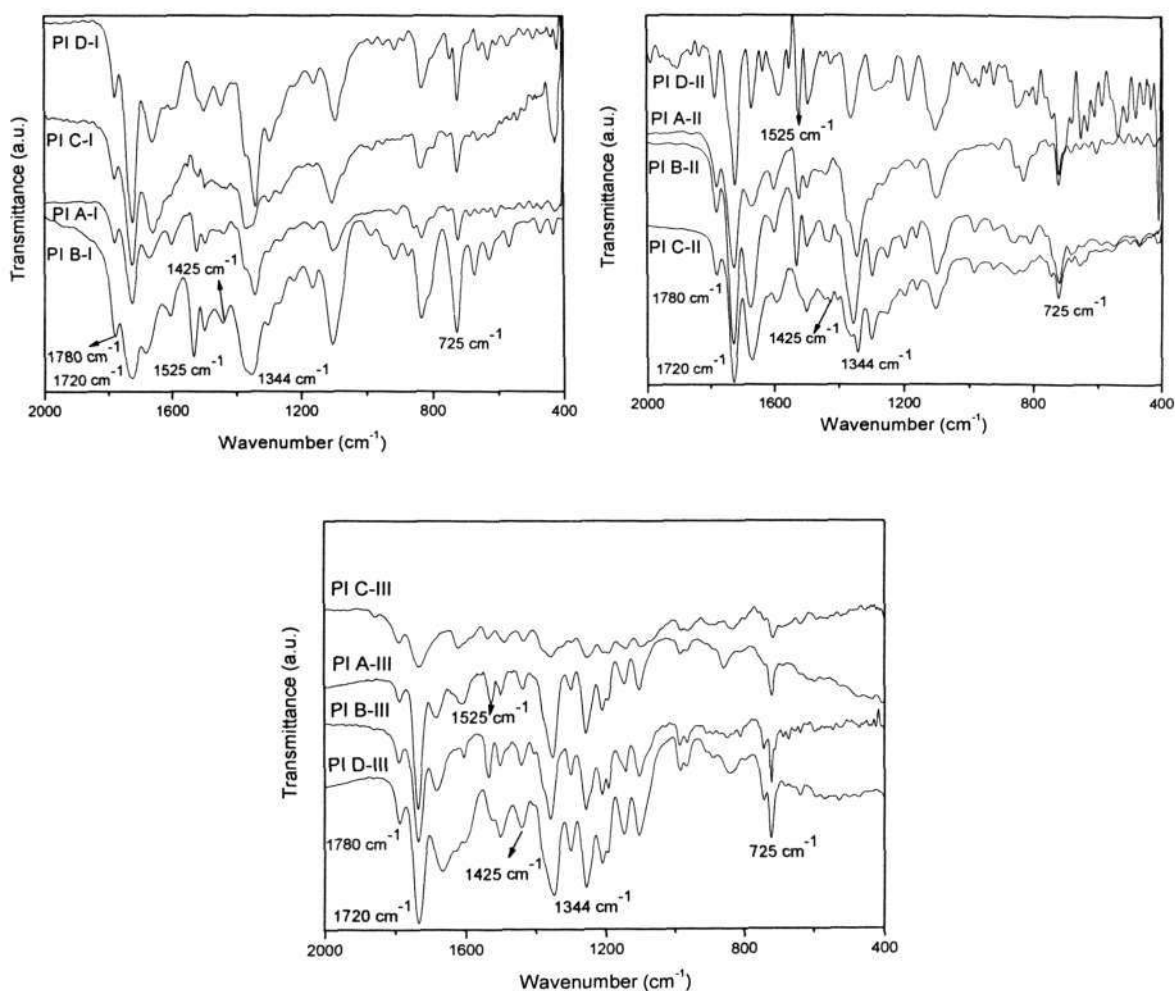 PI D-I
PI C-I
PI A-I
PI B-I
1425 cm-1
1780 cm-1
1720 cm-1
1525 cm-1
1344 cm-1
725 cm-1
2000 1600 1200 800 400
Wavenumber (cm-1)
Transmittance (a.u.)
PI D-II
1525 cm-1
PI A-II
PI B-II
PI C-II
1780 cm-1
1425 cm-1
725 cm-1
1720 cm-1
1344 cm-1
2000 1600 1200 800 400
Wavenumber (cm-1)
Transmittance (a.u.)
PI C-III
PI A-III
1525 cm-1
PI B-III
PI D-III
1780 cm-1
1425 cm-1
725 cm-1
1720 cm-1
1344 cm-1
2000 1600 1200 800 400
Wavenumber (cm-1)
Transmittance (a.u.)